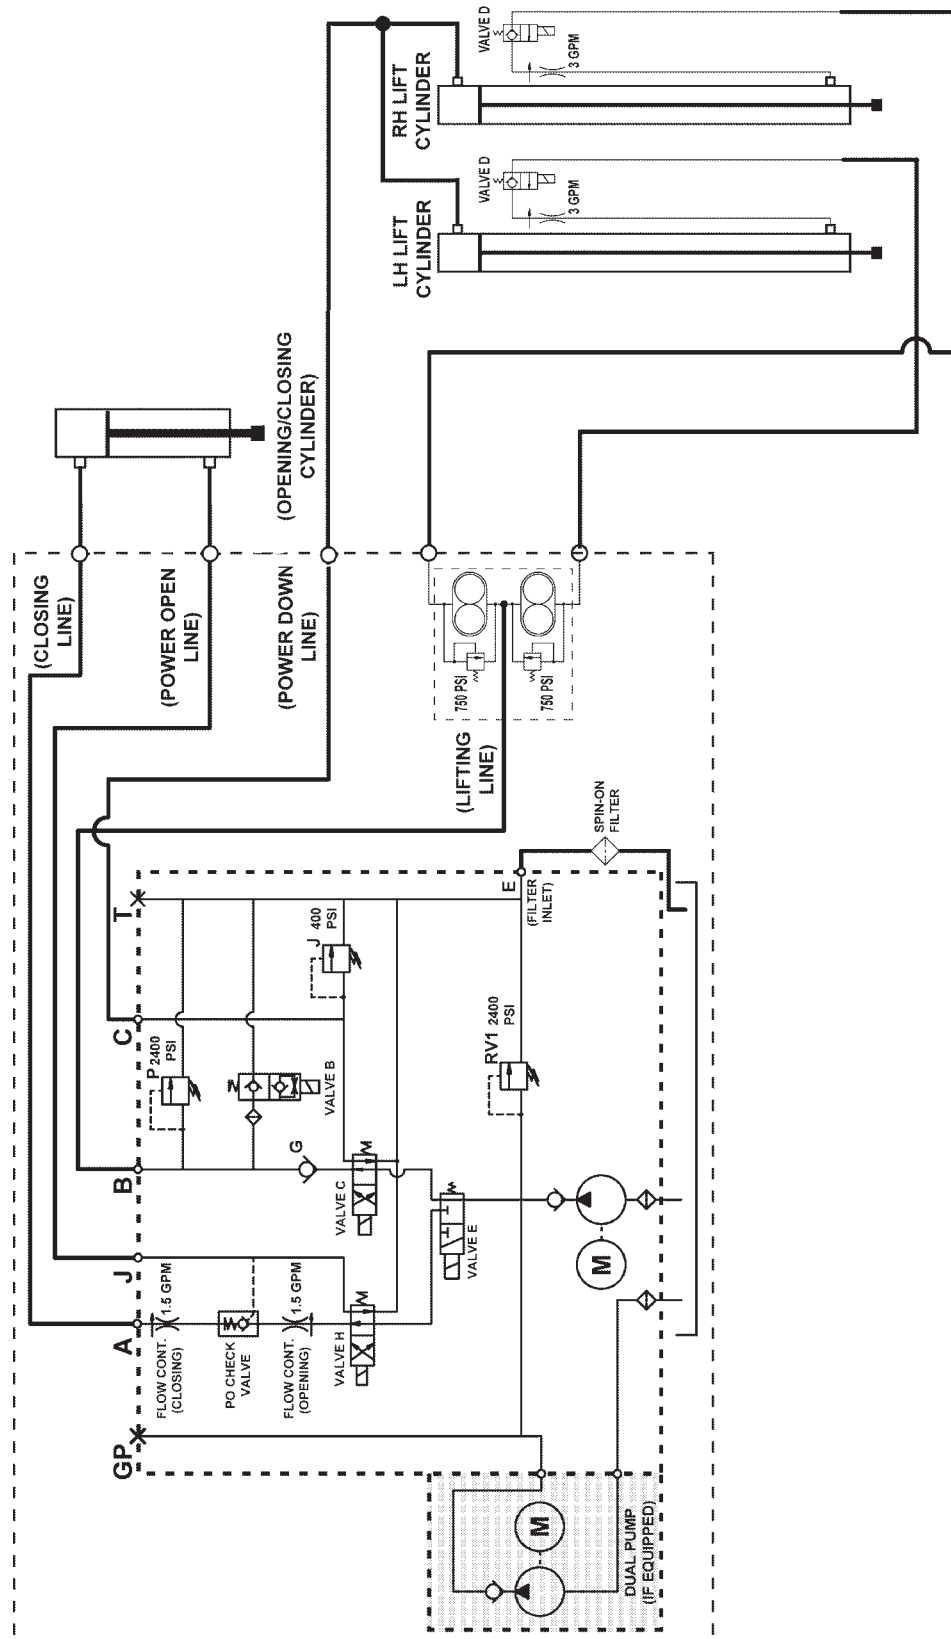 VALVE D
3 GPM
RH LIFT
CYLINDER
VALVE D
3 GPM
LH LIFT
CYLINDER
(OPENING/CLOSING
CYLINDER)
(CLOSING
LINE)
(POWER OPEN
LINE)
(POWER DOWN
LINE)
750 PSI
750 PSI
(LIFTING
LINE)
SPIN-ON
FILTER
T
E
(FILTER
INLET)
J
400
PSI
C
P
2400
PSI
RV1
2400
PSI
VALVE B
B
G
VALVE C
VALVE E
J
A
1.5 GPM
FLOW CONT.
(CLOSING)
PO CHECK
VALVE
1.5 GPM
FLOW CONT.
(OPENING)
VALVE H
M
GP
M
DUAL PUMP
(IF EQUIPPED)